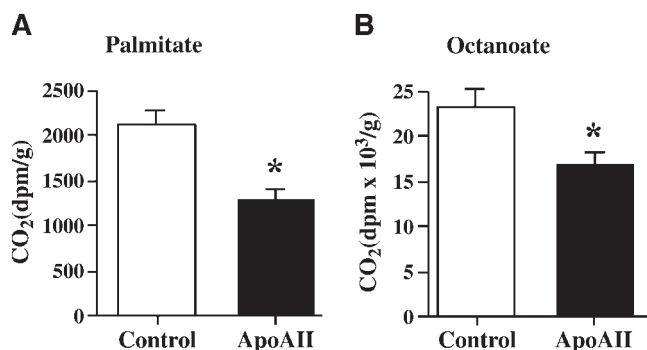 A
Palmitate
CO₂(dpm/g)
2500
2000
1500
1000
500
0
*
Control
ApoAII
B
Octanoate
CO₂(dpm x 10³/g)
25
20
15
10
5
0
*
Control
ApoAII